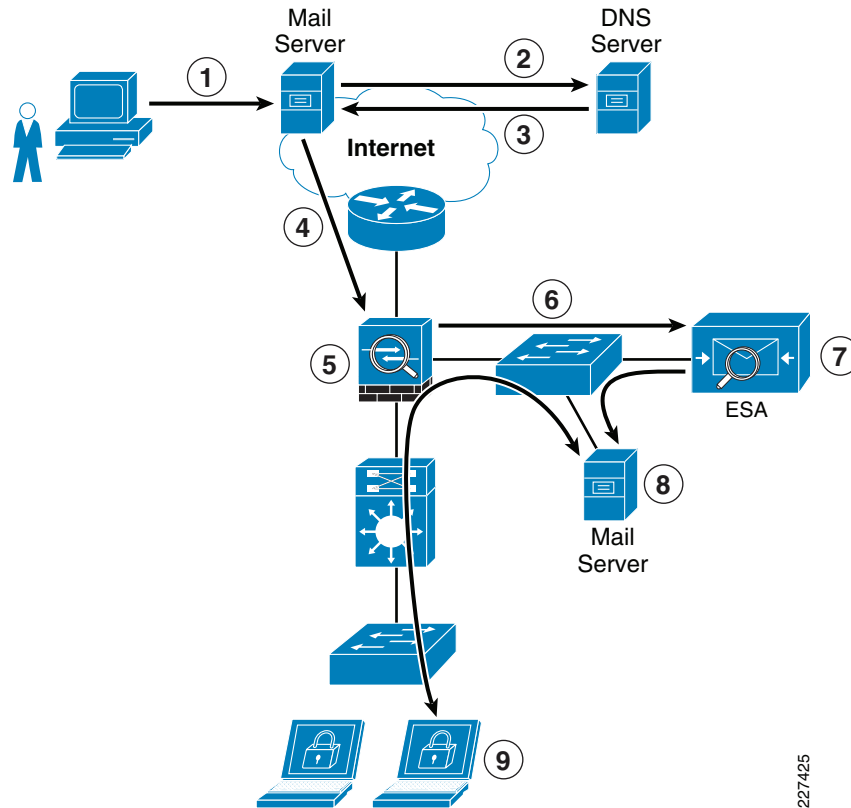 Mail
Server
DNS
Server
1
2
3
Internet
4
5
6
7
ESA
8
Mail
Server
9
227425